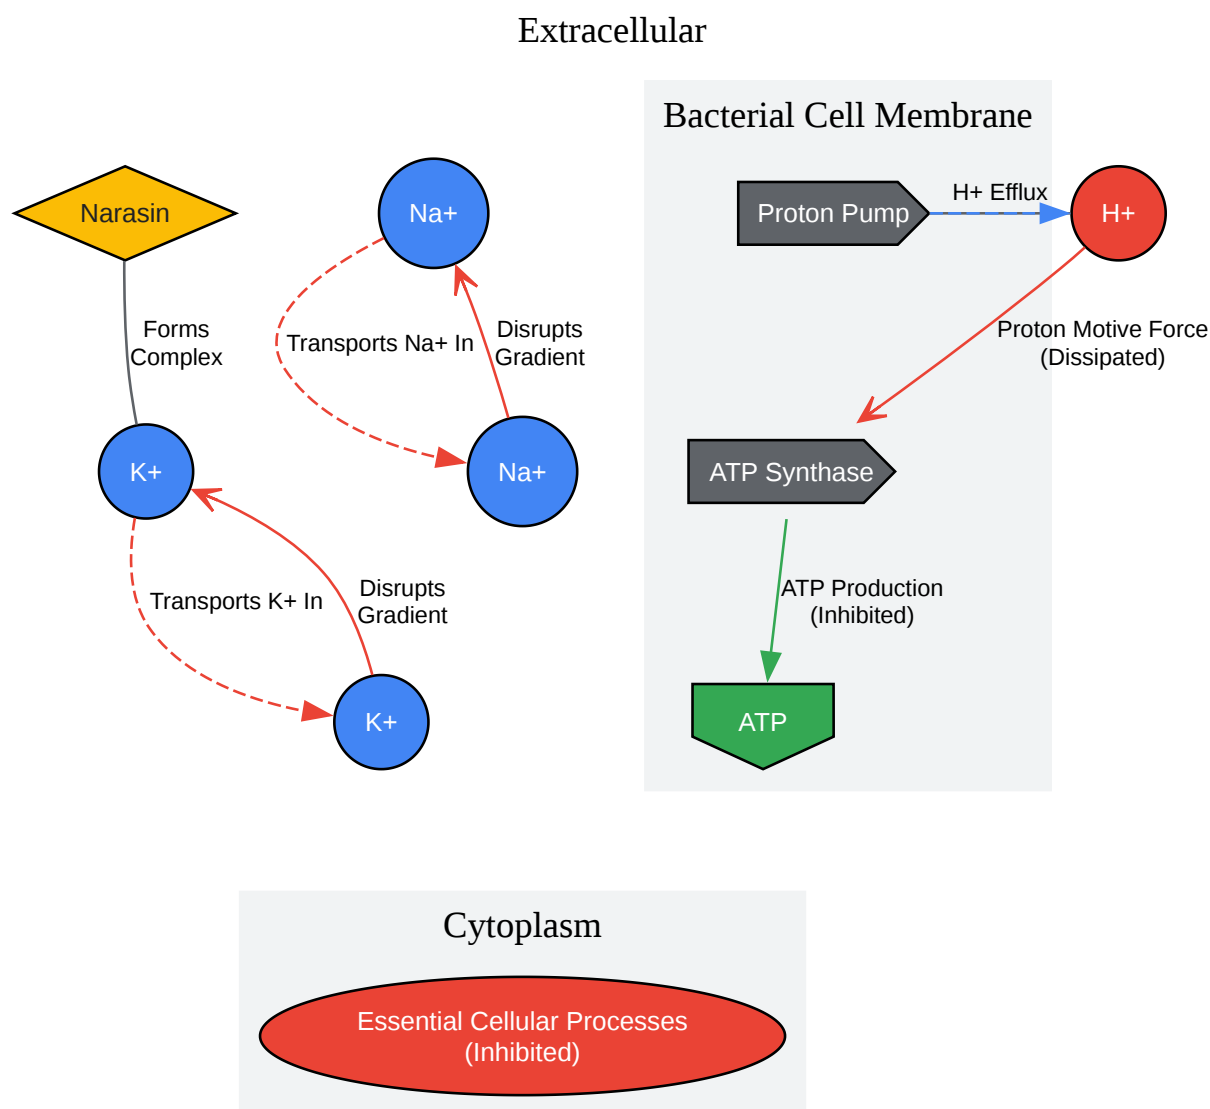 Extracellular
Bacterial Cell Membrane
Narasin
Na+
Proton Pump
H+ Efflux
H+
Forms
Complex
Transports Na+ In
Disrupts
Gradient
Proton Motive Force
(Dissipated)
K+
Na+
ATP Synthase
Transports K+ In
Disrupts
Gradient
ATP Production
(Inhibited)
K+
ATP
Cytoplasm
Essential Cellular Processes
(Inhibited)